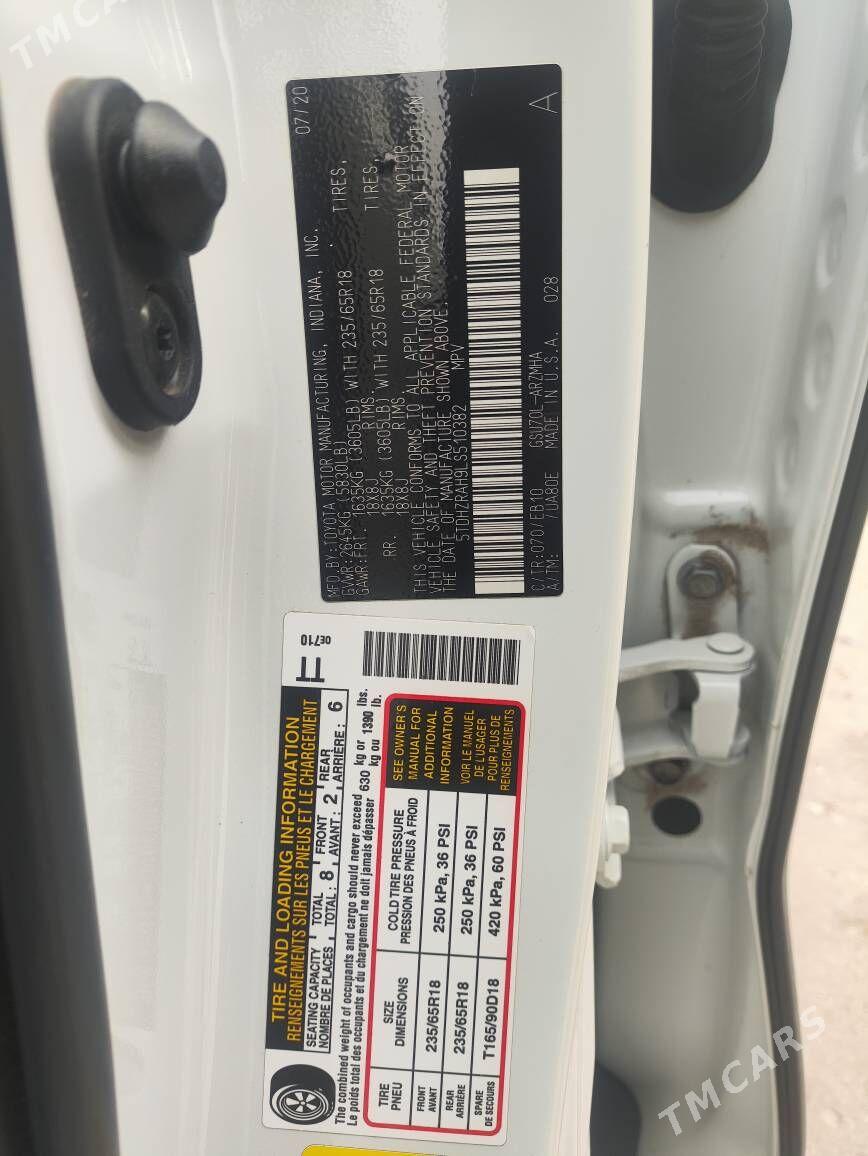 TMCARS
07/20
MFD.BY:TOYOTA MOTOR MANUFACTURING, INDIANA, INC.
GVWR:2645KG (5830LB)
GAWR:FRT. 1635KG (3605LB) WITH 235/65R18 TIRES,
18X8J RIMS
RR. 1635KG (3605LB) WITH 235/65R18 TIRES,
18X8J RIMS
THIS VEHICLE CONFORMS TO ALL APPLICABLE FEDERAL MOTOR
VEHICLE SAFETY AND THEFT PREVENTION STANDARDS IN EFFECT ON
THE DATE OF MANUFACTURE SHOWN ABOVE.
5TDHZRAH9LS510382 MPV
A
C/TR:070/EB10 GSU70L-ARZMHA
A/TM: /UA80E MADE IN U.S.A. 028
0E710
TIRE AND LOADING INFORMATION
RENSEIGNEMENTS SUR LES PNEUS ET LE CHARGEMENT
SEATING CAPACITY TOTAL FRONT REAR
NOMBRE DE PLACES TOTAL: 8 AVANT: 2 ARRIÈRE: 6
The combined weight of occupants and cargo should never exceed 630 kg or 1390 lbs.
Le poids total des occupants et du chargement ne doit jamais dépasser kg ou lb.
TIRE SIZE COLD TIRE PRESSURE
PNEU DIMENSIONS PRESSION DES PNEUS À FROID
FRONT
AVANT 235/65R18 250 kPa, 36 PSI
REAR
ARRIÈRE 235/65R18 250 kPa, 36 PSI
SPARE
DE SECOURS T165/90D18 420 kPa, 60 PSI
SEE OWNER'S
MANUAL FOR
ADDITIONAL
INFORMATION
VOIR LE MANUEL
DE L'USAGER
POUR PLUS DE
RENSEIGNEMENTS
TMCARS